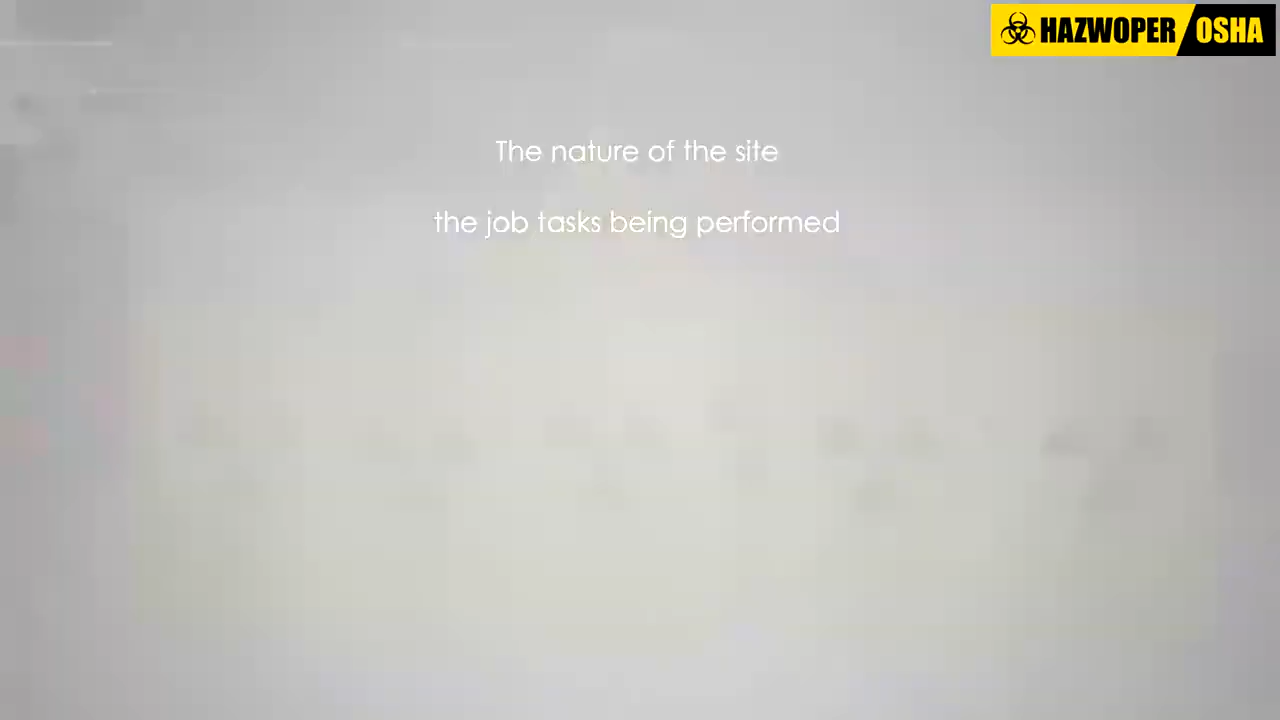 HAZWOPER OSHA
The nature of the site
the job tasks being performed